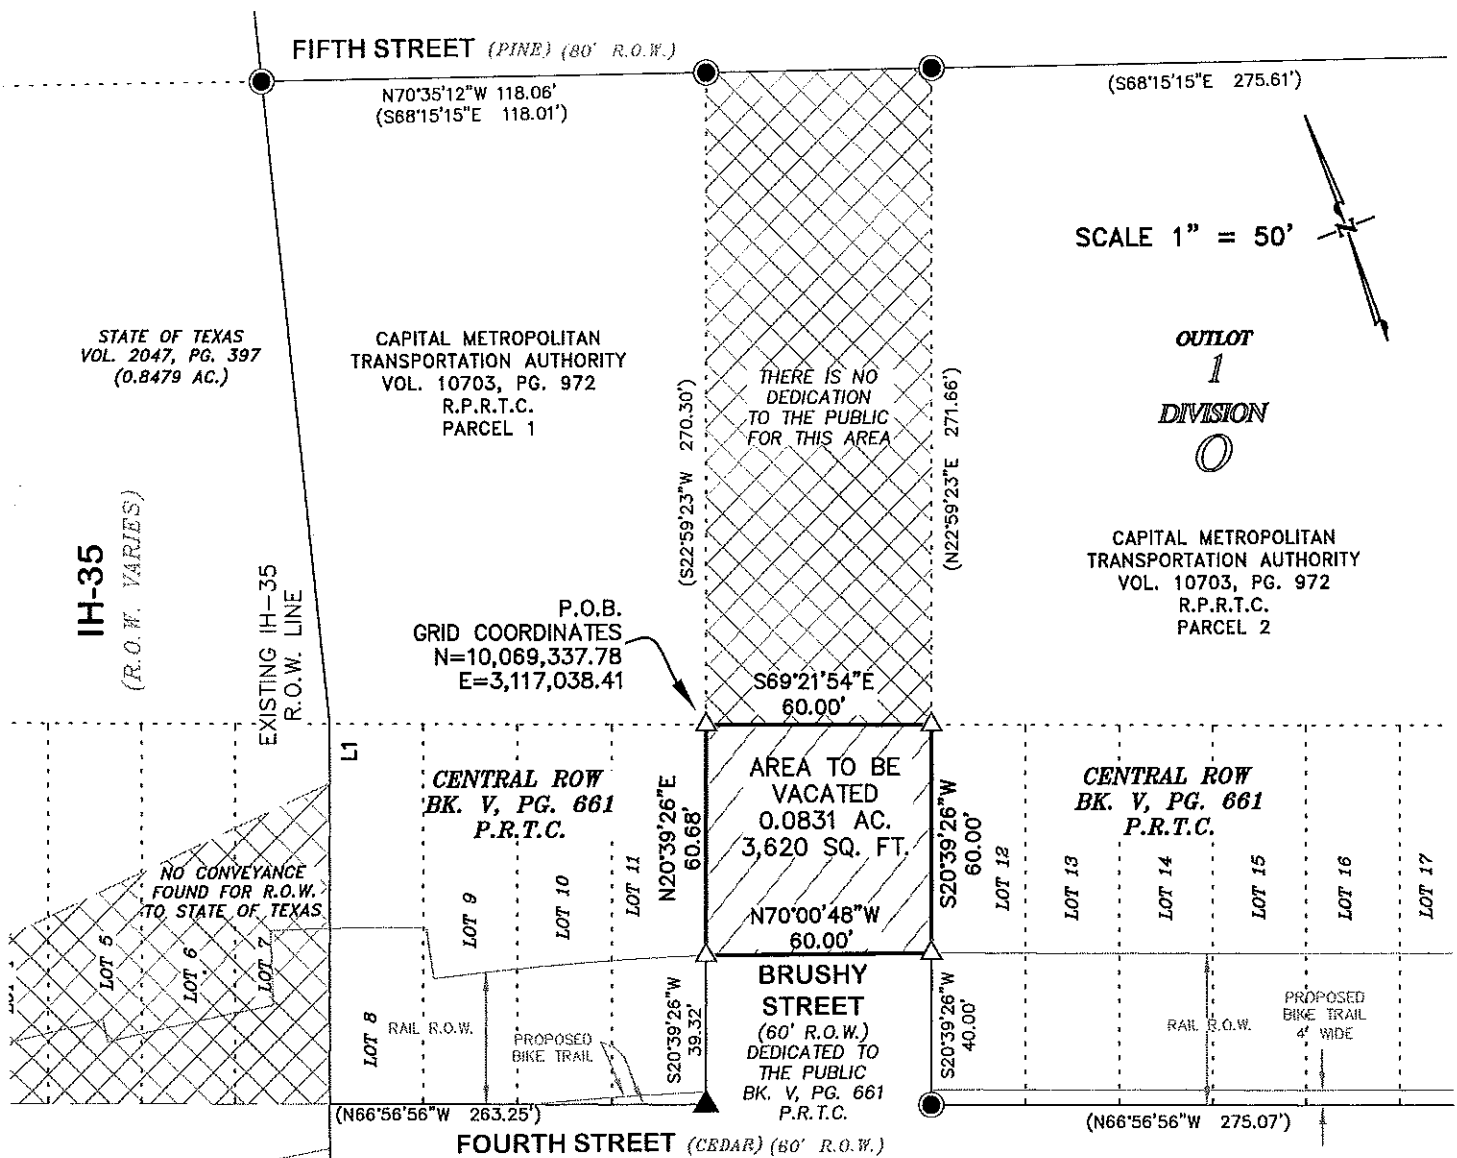 FIFTH STREET (PINE) (80' R.O.W.)
N70°35'12"W 118.06'
(S68°15'15"E 118.01')
(S68°15'15"E 275.61')
SCALE 1" = 50'
N
OUTLOT
1
DIVISION
O
STATE OF TEXAS
VOL. 2047, PG. 397
(0.8479 AC.)
CAPITAL METROPOLITAN
TRANSPORTATION AUTHORITY
VOL. 10703, PG. 972
R.P.R.T.C.
PARCEL 1
THERE IS NO
DEDICATION
TO THE PUBLIC
FOR THIS AREA
(S22°59'23"W 270.30')
(N22°59'23"E 271.66')
CAPITAL METROPOLITAN
TRANSPORTATION AUTHORITY
VOL. 10703, PG. 972
R.P.R.T.C.
PARCEL 2
IH-35
(R.O.W. VARIES)
EXISTING IH-35
R.O.W. LINE
P.O.B.
GRID COORDINATES
N=10,069,337.78
E=3,117,038.41
S69°21'54"E
60.00'
L1
CENTRAL ROW
BK. V, PG. 661
P.R.T.C.
N20°39'26"E
60.68'
AREA TO BE
VACATED
0.0831 AC.
3,620 SQ. FT.
S20°39'26"W
60.00'
CENTRAL ROW
BK. V, PG. 661
P.R.T.C.
N70°00'48"W
60.00'
NO CONVEYANCE
FOUND FOR R.O.W.
TO STATE OF TEXAS
LOT 5
LOT 6
LOT 7
LOT 8
LOT 9
LOT 10
LOT 11
LOT 12
LOT 13
LOT 14
LOT 15
LOT 16
LOT 17
RAIL R.O.W.
PROPOSED
BIKE TRAIL
S20°39'26"W
39.32'
BRUSHY
STREET
(60' R.O.W.)
DEDICATED TO
THE PUBLIC
BK. V, PG. 661
P.R.T.C.
S20°39'26"W
40.00'
RAIL R.O.W.
PROPOSED
BIKE TRAIL
4' WIDE
(N66°56'56"W 263.25')
(N66°56'56"W 275.07')
FOURTH STREET (CEDAR) (60' R.O.W.)